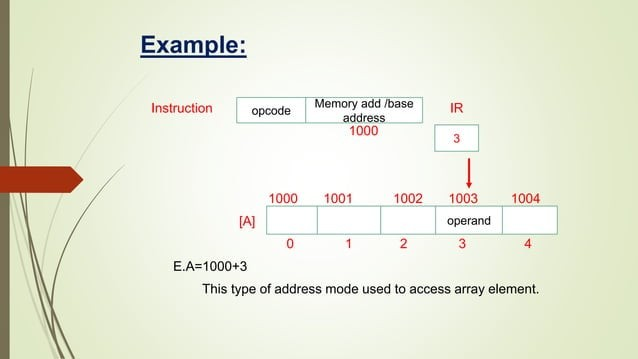 Example:
Instruction opcode Memory add /base address IR
1000
3
1000 1001 1002 1003 1004
[A] operand
0 1 2 3 4
E.A=1000+3
This type of address mode used to access array element.